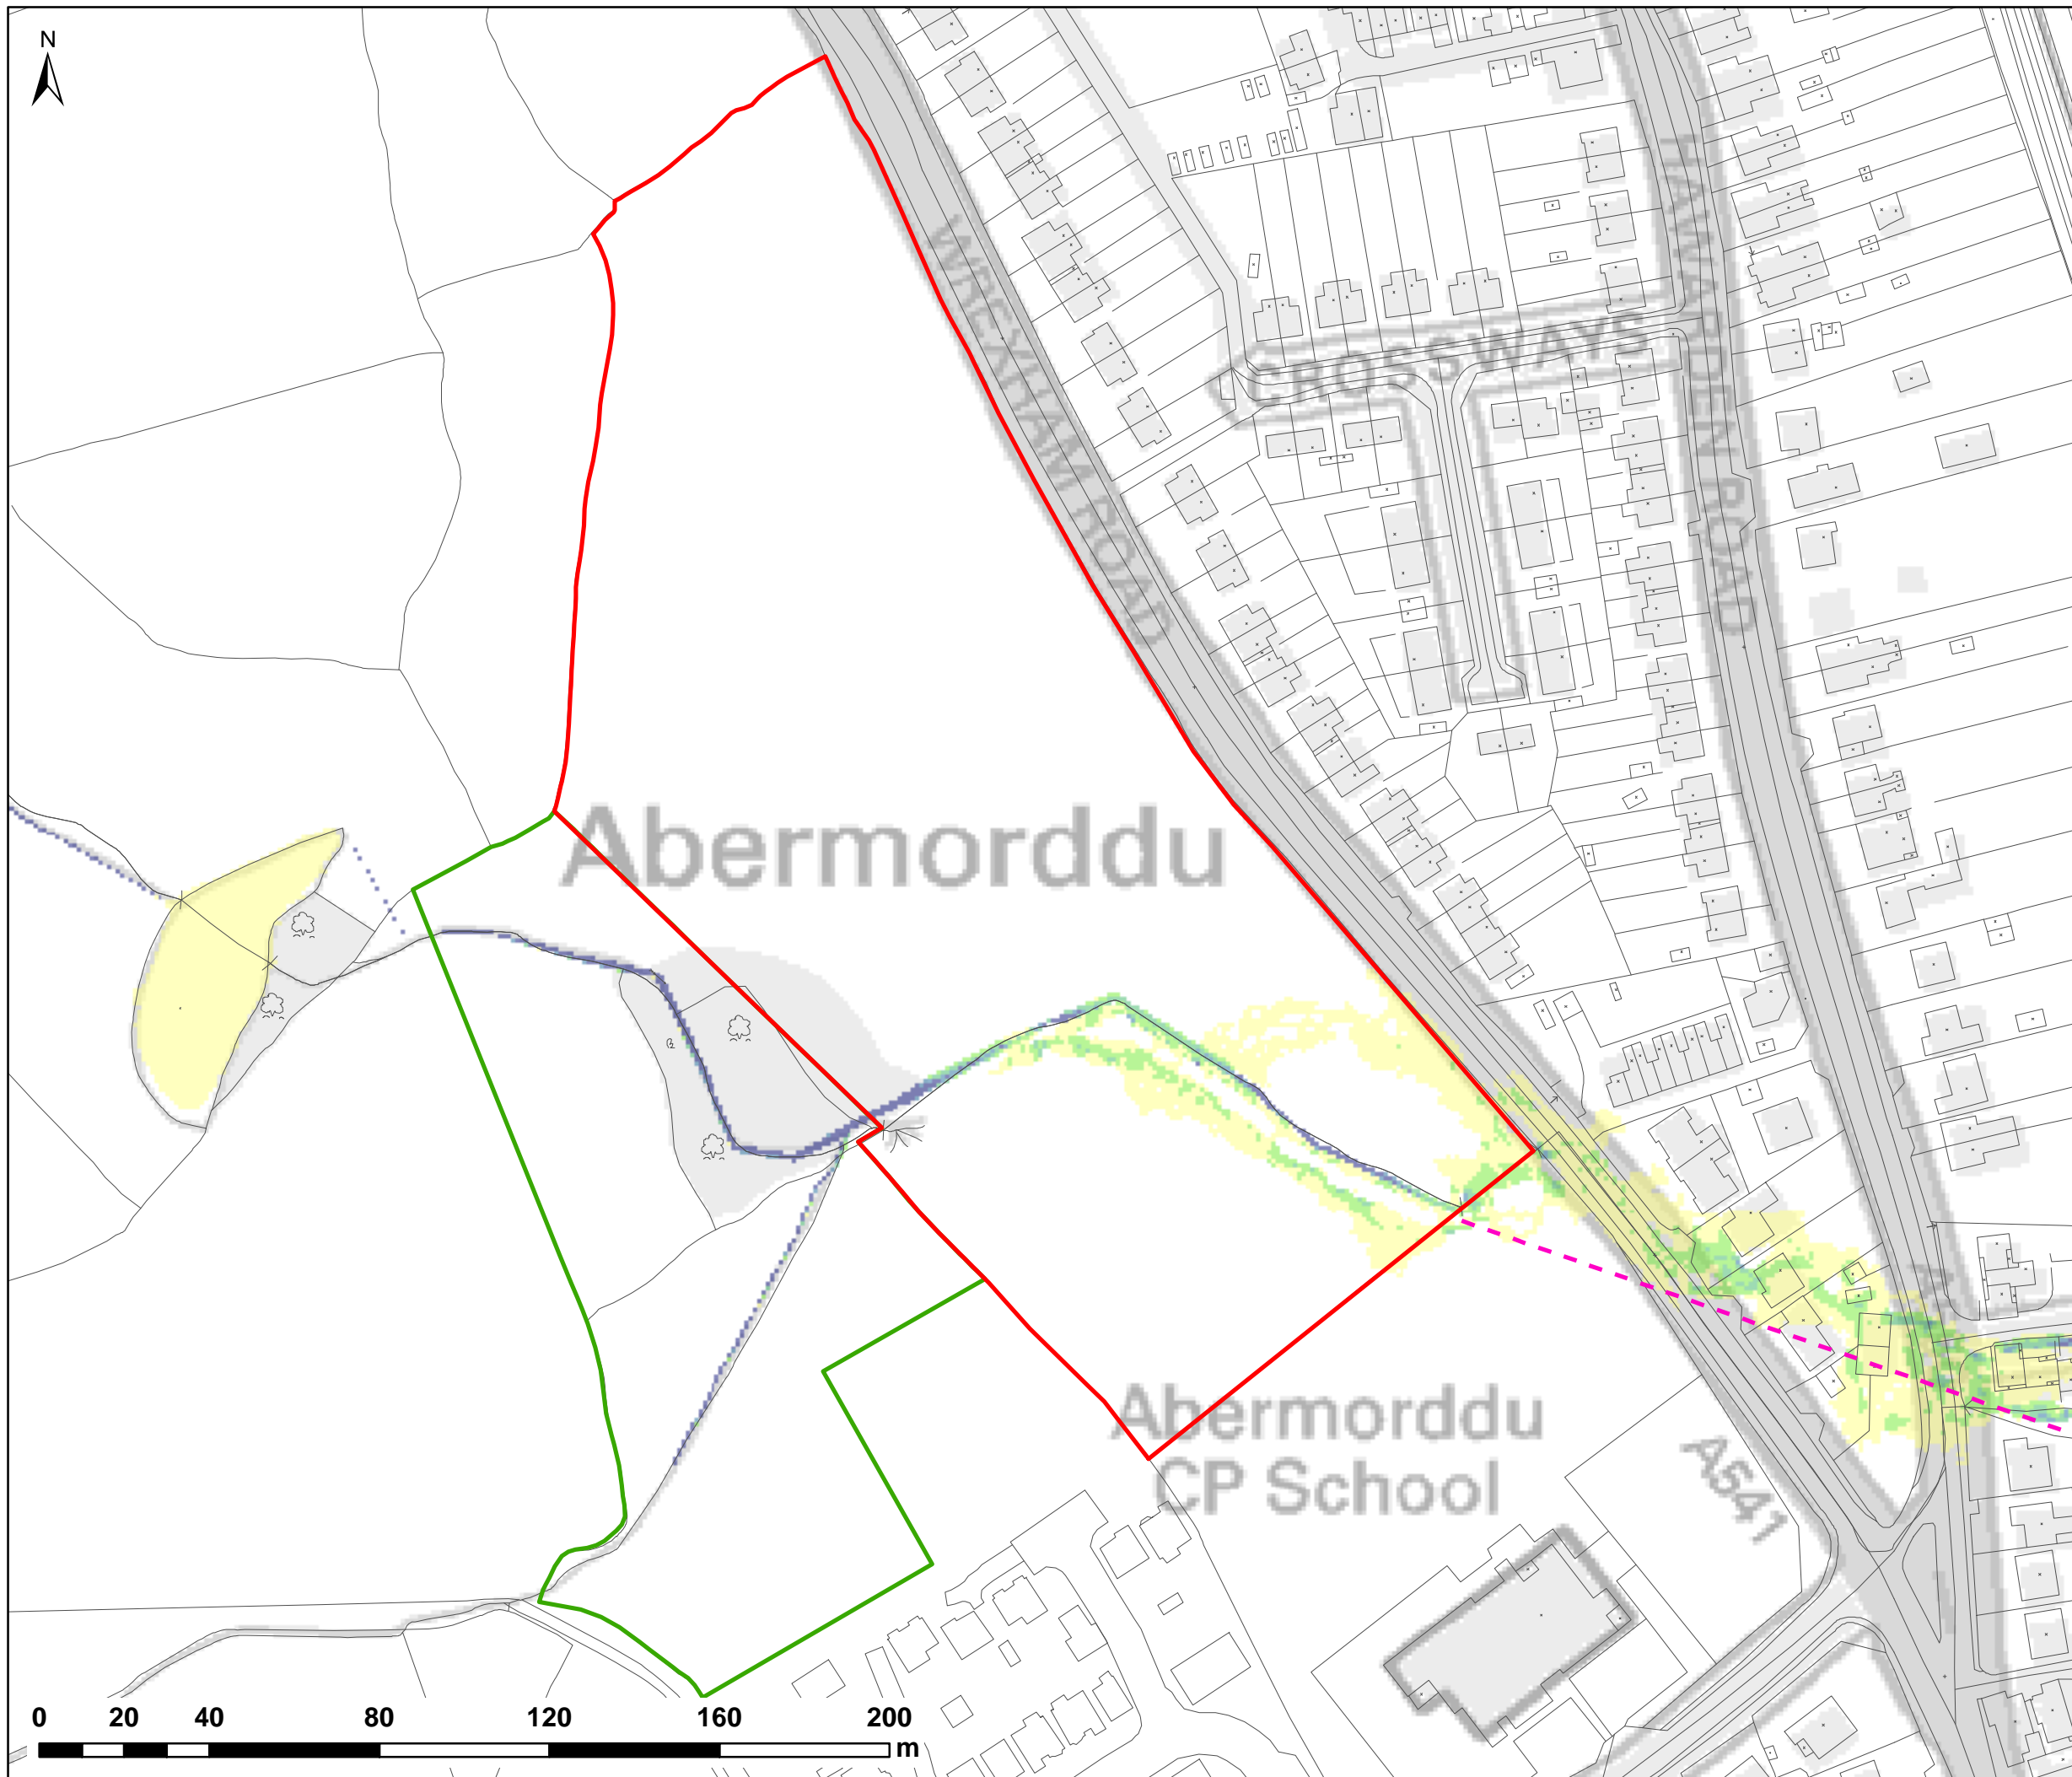 N
WREXHAM ROAD
HAWARDEN ROAD
CROSSWAYS
Abermorddu
Abermorddu
CP School
A541
0 20 40 80 120 160 200
m